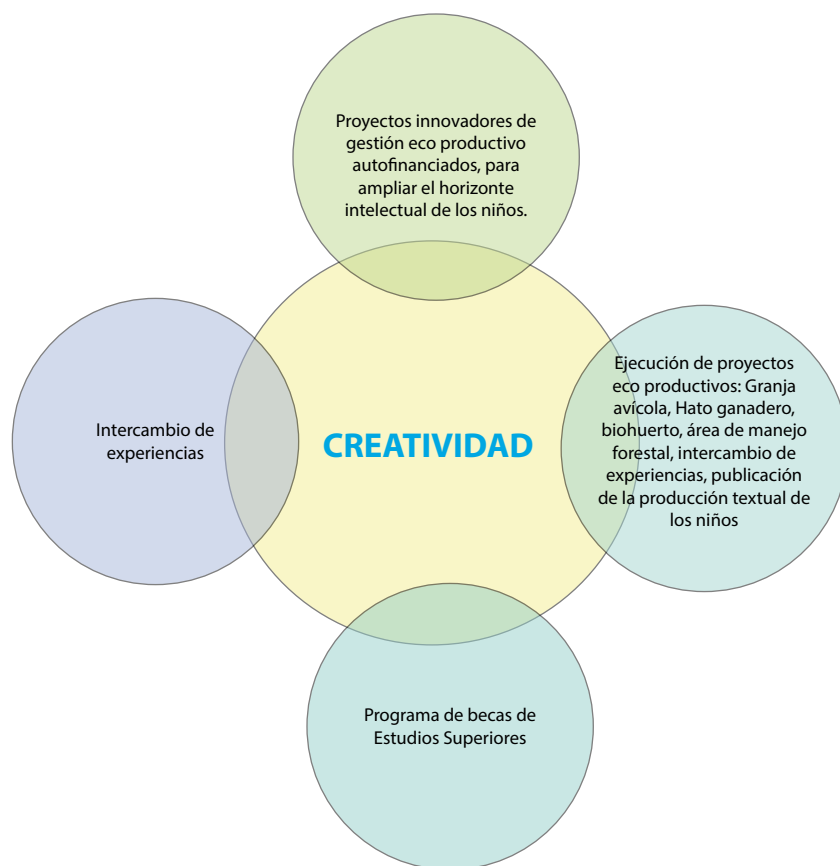 Proyectos innovadores de
gestión eco productivo
autofinanciados, para
ampliar el horizonte
intelectual de los niños.
Intercambio de
experiencias
CREATIVIDAD
Ejecución de proyectos
eco productivos: Granja
avícola, Hato ganadero,
biohuerto, área de manejo
forestal, intercambio de
experiencias, publicación
de la producción textual de
los niños
Programa de becas de
Estudios Superiores